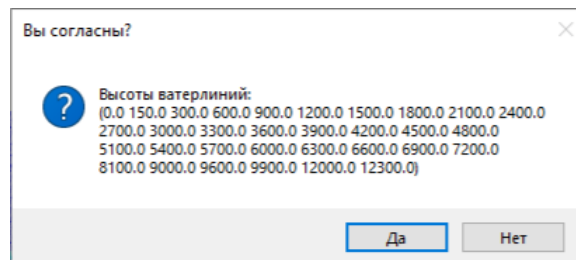 Вы согласны?
Высоты ватерлиний:
(0.0 150.0 300.0 600.0 900.0 1200.0 1500.0 1800.0 2100.0 2400.0
2700.0 3000.0 3300.0 3600.0 3900.0 4200.0 4500.0 4800.0
5100.0 5400.0 5700.0 6000.0 6300.0 6600.0 6900.0 7200.0
8100.0 9000.0 9600.0 9900.0 12000.0 12300.0)
Да
Нет